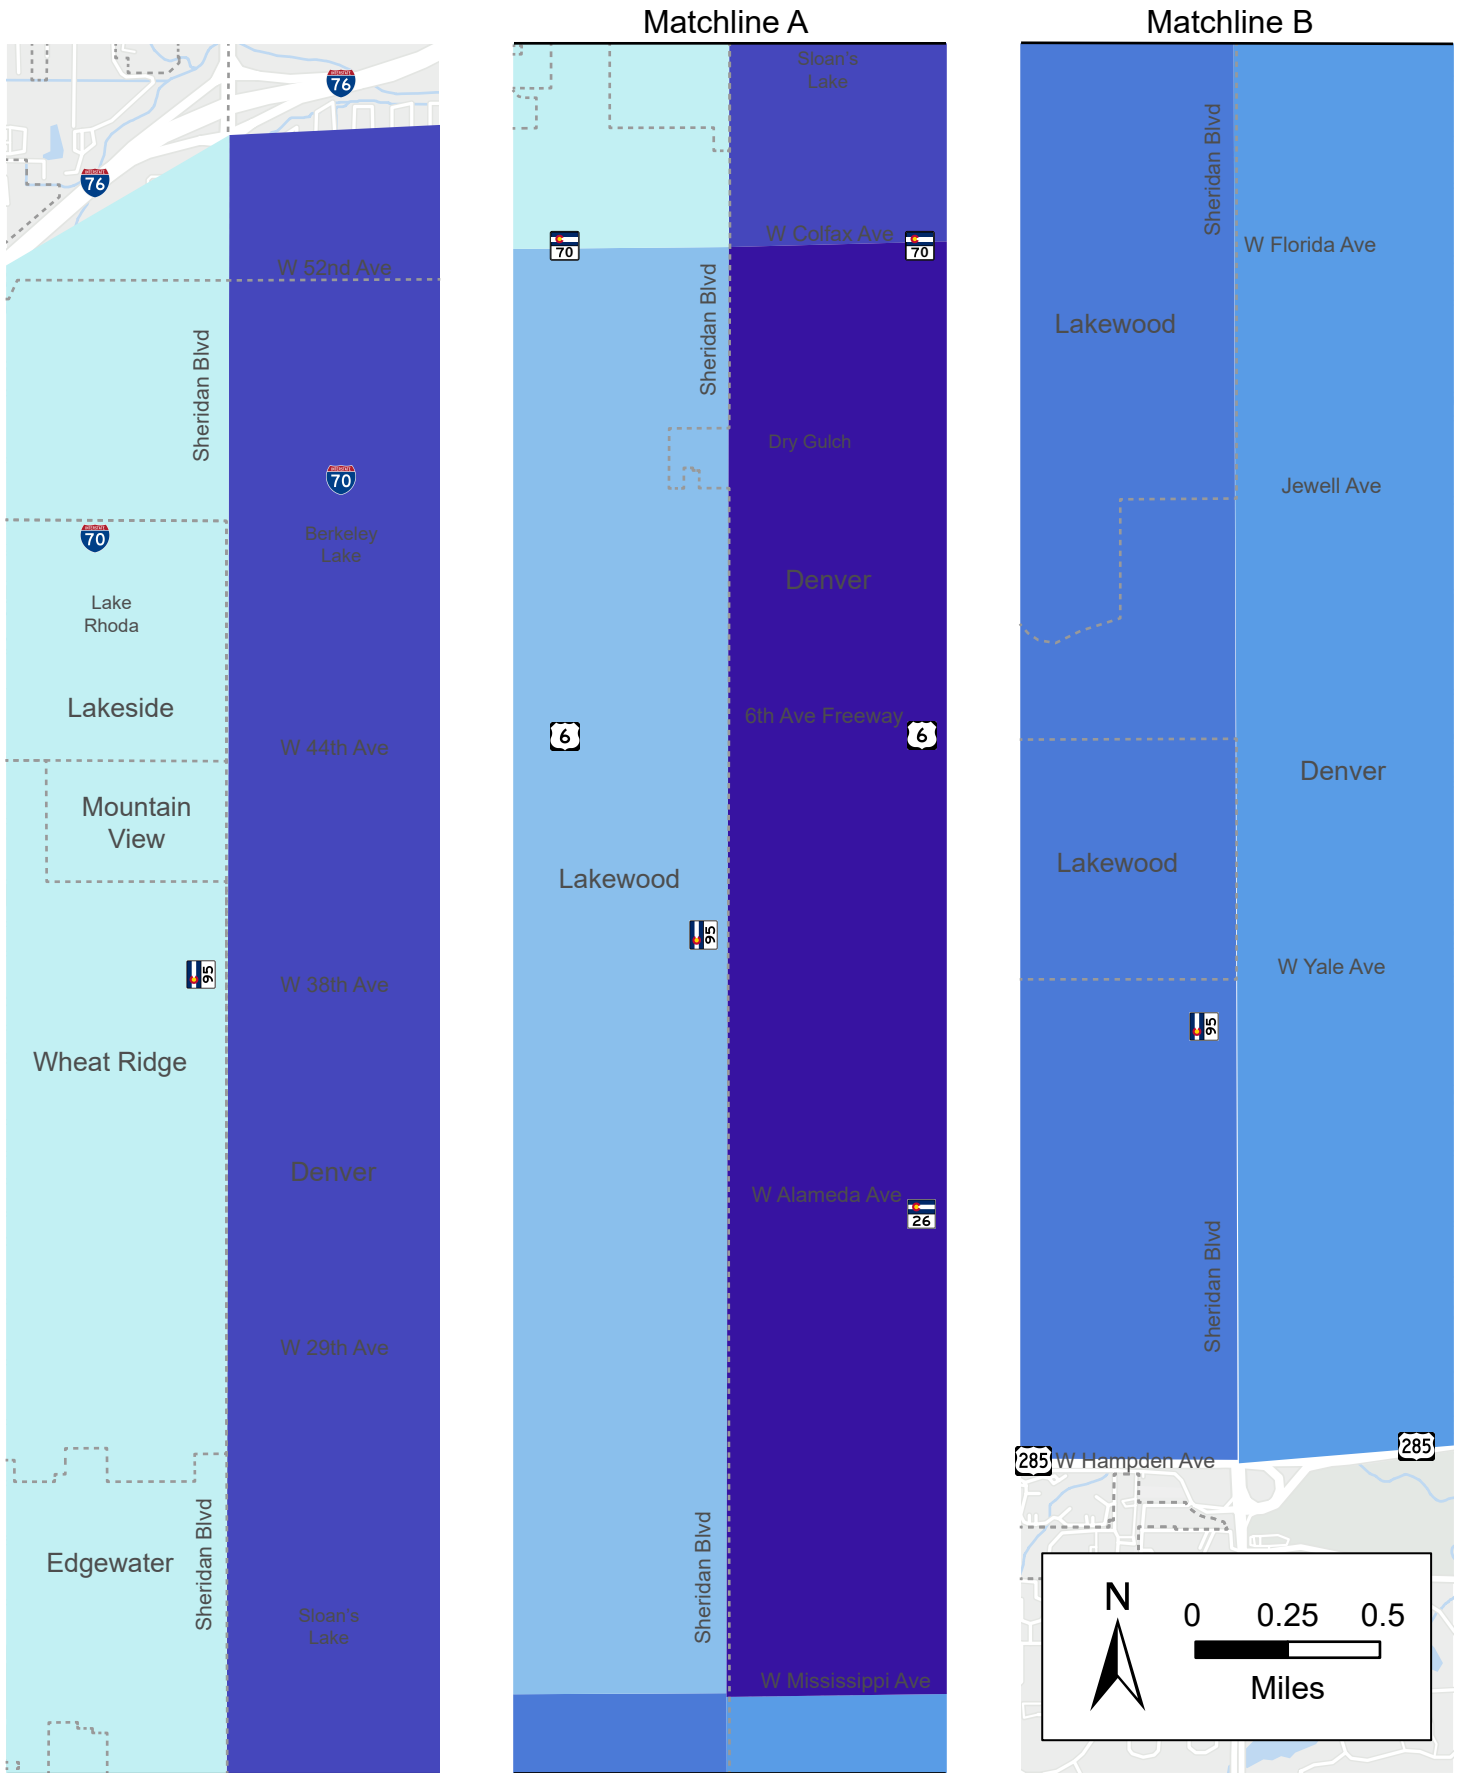 Matchline A
Matchline B
INTERSTATE
76
INTERSTATE
76
W 52nd Ave
Sheridan Blvd
INTERSTATE
70
INTERSTATE
70
Berkeley
Lake
Lake
Rhoda
Lakeside
W 44th Ave
Mountain
View
95
W 38th Ave
Wheat Ridge
Denver
W 29th Ave
Sheridan Blvd
Edgewater
Sloan's
Lake
Sloan's
Lake
W Colfax Ave
70
70
Sheridan Blvd
Dry Gulch
Denver
6th Ave Freeway
6
6
Lakewood
95
W Alameda Ave
26
Sheridan Blvd
W Mississippi Ave
Sheridan Blvd
W Florida Ave
Lakewood
Jewell Ave
Denver
Lakewood
W Yale Ave
95
Sheridan Blvd
285
285
W Hampden Ave
N
0 0.25 0.5
Miles